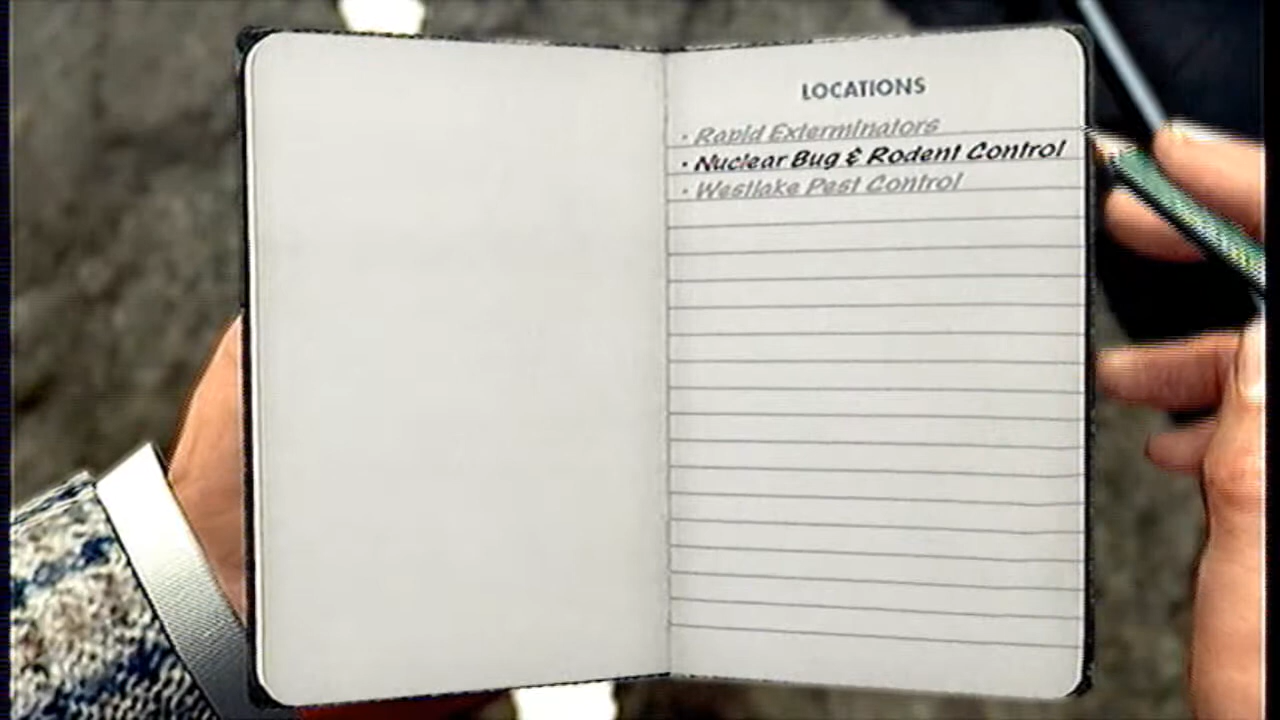 LOCATIONS
· Rapid Exterminators
· Nuclear Bug & Rodent Control
· Westlake Pest Control